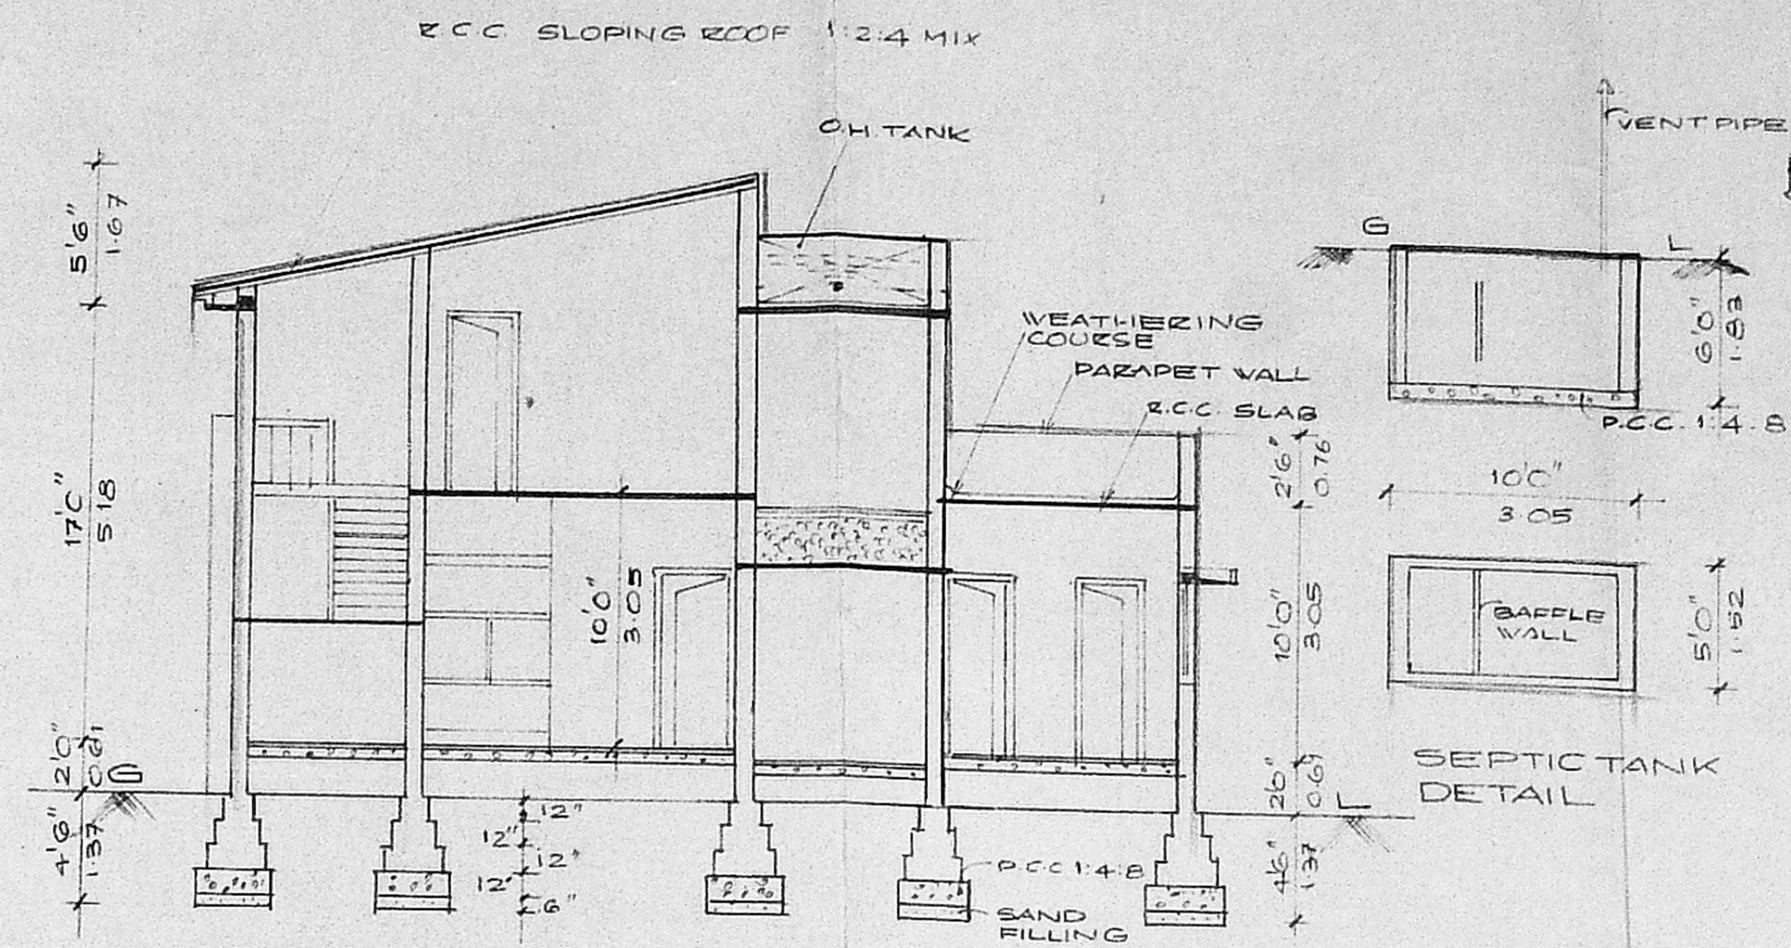 R.C.C. SLOPING ROOF 1:2:4 MIX
O.H. TANK
VENT PIPE
5'6"
1.67
G
L
WEATHERING
COURSE
PARAPET WALL
R.C.C. SLAB
6'0"
1.83
P.C.C. 1:4:8
2'6"
0.76
10'0"
3.05
17'0"
5.18
10'0"
3.05
10'0"
3.05
BAFFLE
WALL
5'0"
1.52
SEPTIC TANK
DETAIL
2'0"
0.61
G
2'0"
0.61
L
4'6"
1.37
12"
12"
12"
12"
6"
P.C.C 1:4:8
SAND
FILLING
4'6"
1.37